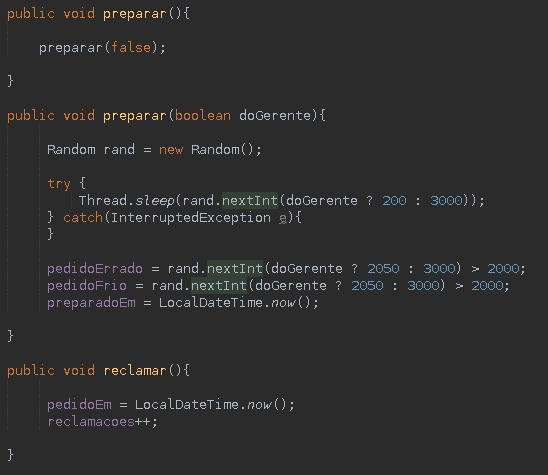 public void preparar(){
preparar(false);
}
public void preparar(boolean doGerente){
Random rand = new Random();
try {
Thread.sleep(rand.nextInt(doGerente ? 200 : 3000));
} catch(InterruptedException e){
}
pedidoErrado = rand.nextInt(doGerente ? 2050 : 3000) > 2000;
pedidoFrio = rand.nextInt(doGerente ? 2050 : 3000) > 2000;
preparadoEm = LocalDateTime.now();
}
public void reclamar(){
pedidoEm = LocalDateTime.now();
reclamacoes++;
}